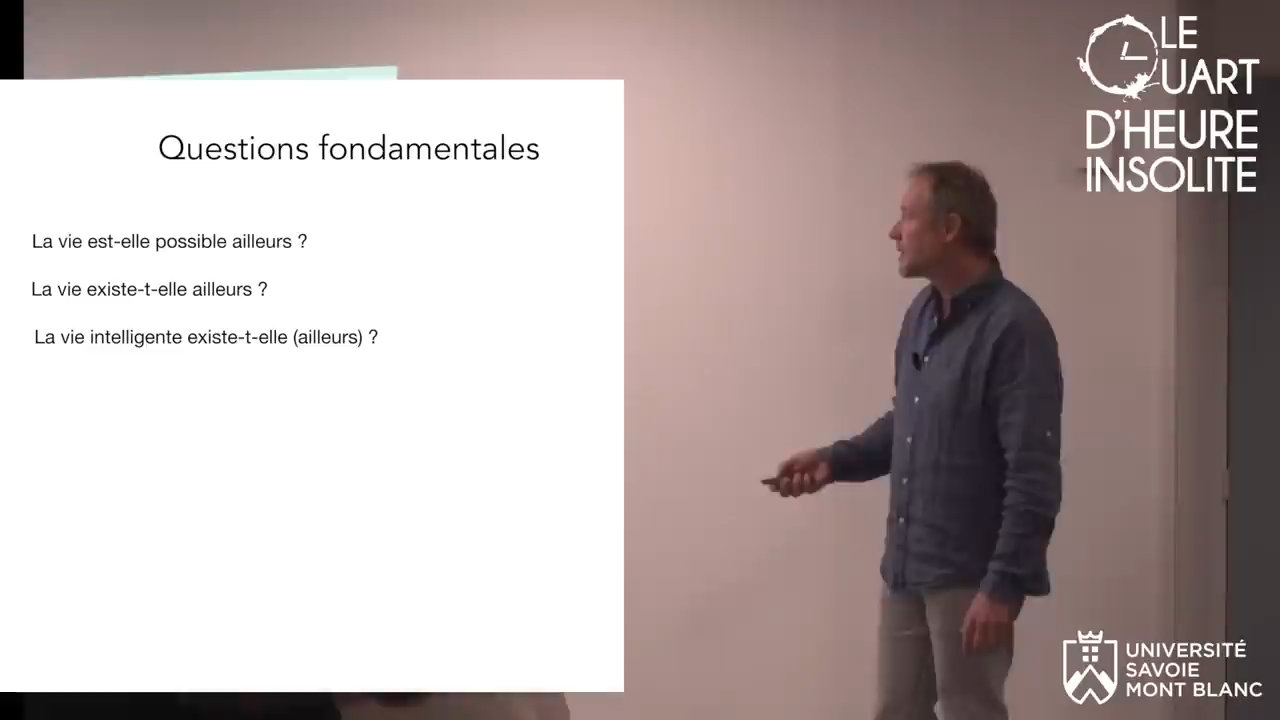 Questions fondamentales
La vie est-elle possible ailleurs ?
La vie existe-t-elle ailleurs ?
La vie intelligente existe-t-elle (ailleurs) ?
LE
QUART
D'HEURE
INSOLITE
UNIVERSITÉ
SAVOIE
MONT BLANC